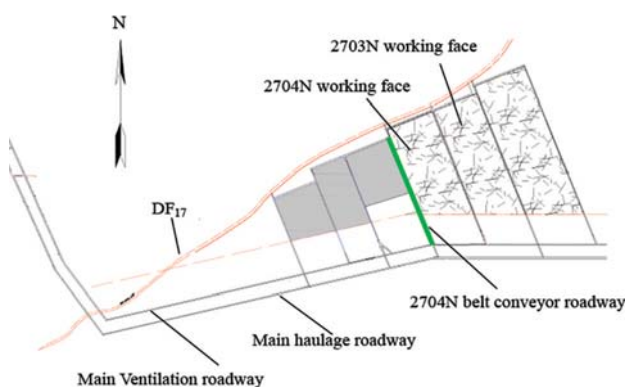 N
2703N working face
2704N working face
DF17
2704N belt conveyor roadway
Main haulage roadway
Main Ventilation roadway